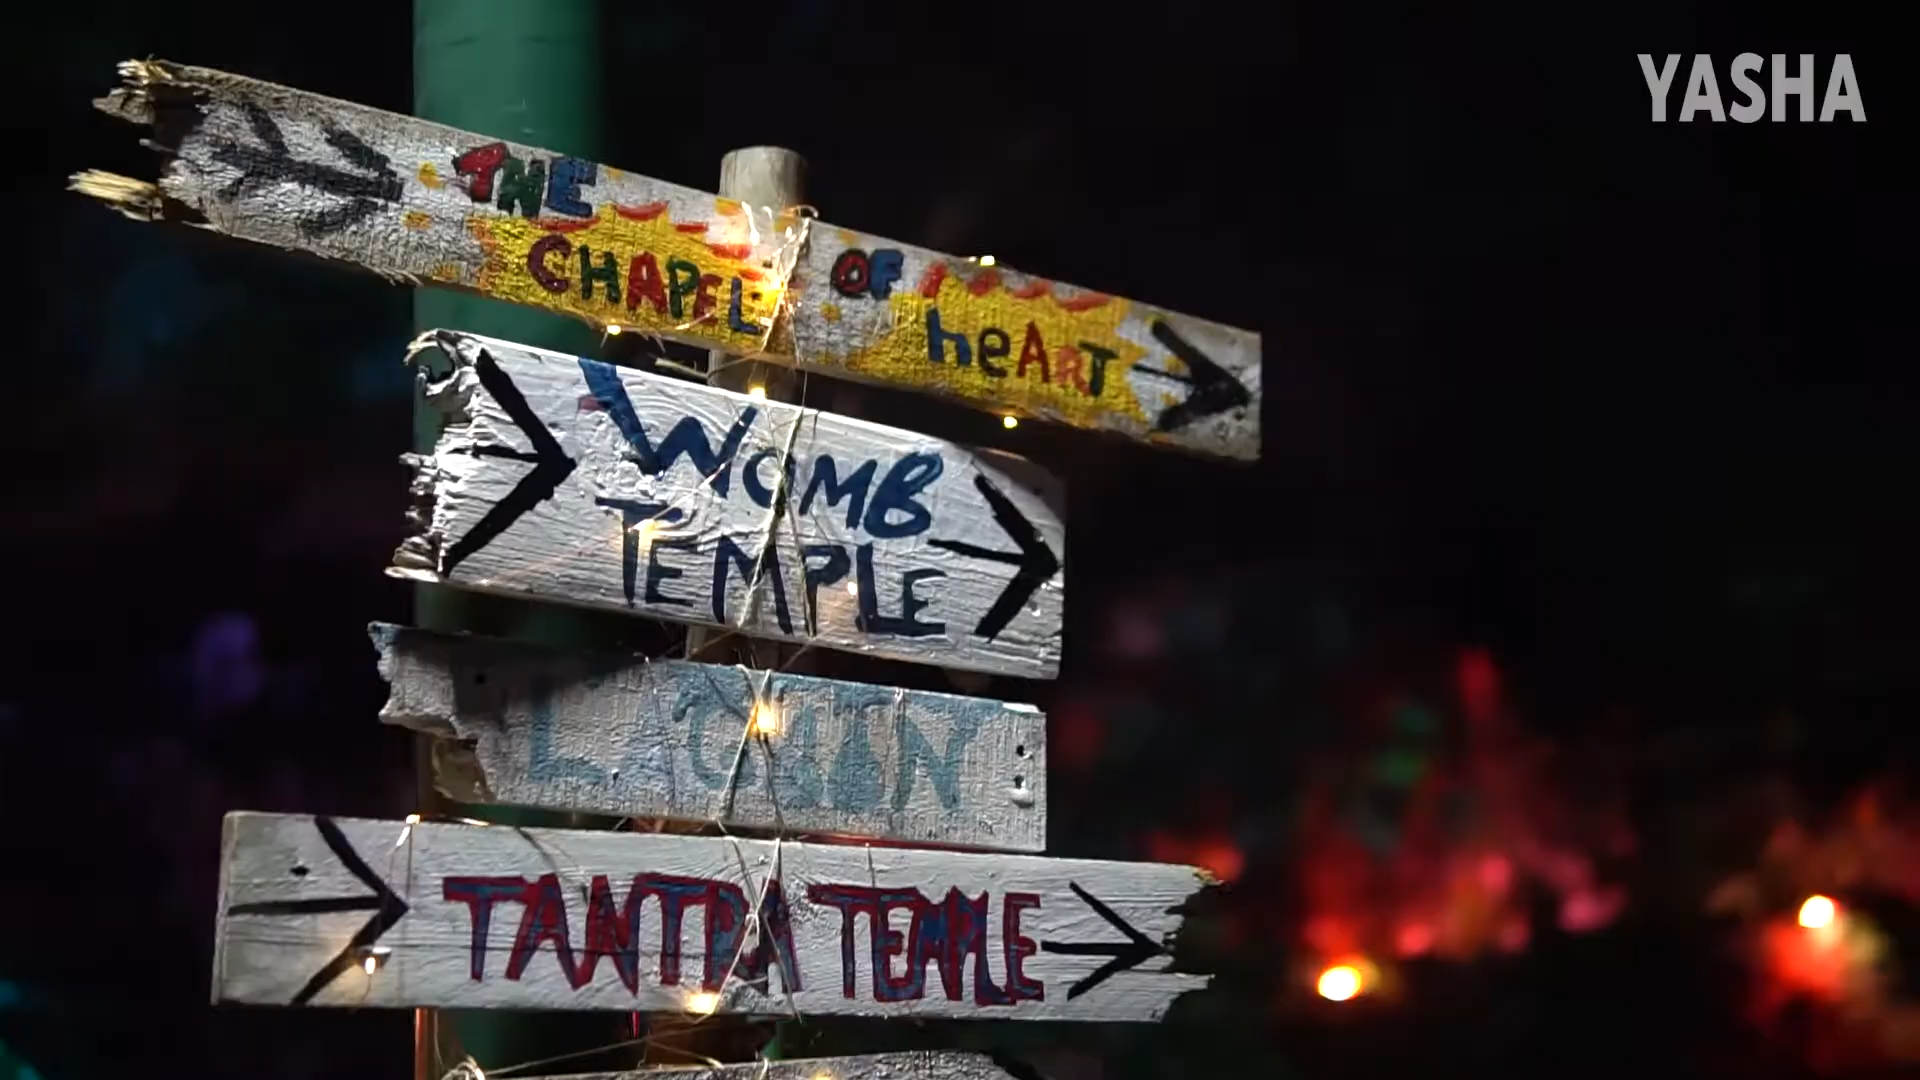 YASHA
THE
CHAPEL OF heART
WOMB
TEMPLE
LAGOON
TANTRA TEMPLE